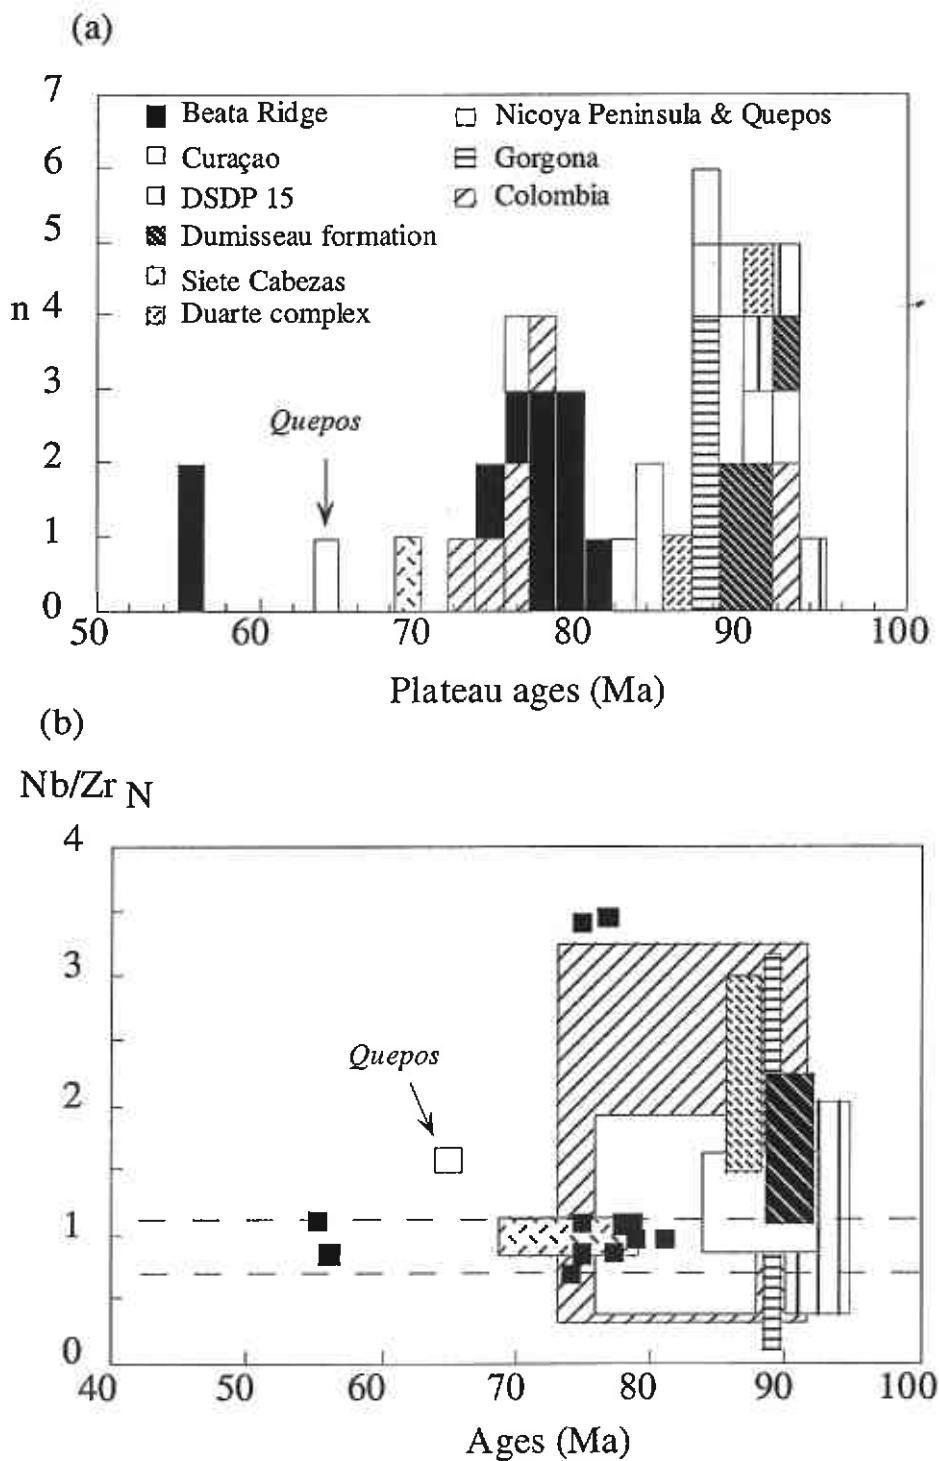 (a)
7
6
5
n 4
3
2
1
0
Beata Ridge
Curaçao
DSDP 15
Dumisseau formation
Siete Cabezas
Duarte complex
Nicoya Peninsula & Quepos
Gorgona
Colombia
Quepos
50 60 70 80 90 100
Plateau ages (Ma)
(b)
Nb/Zr N
4
3
2
1
0
Quepos
40 50 60 70 80 90 100
Ages (Ma)